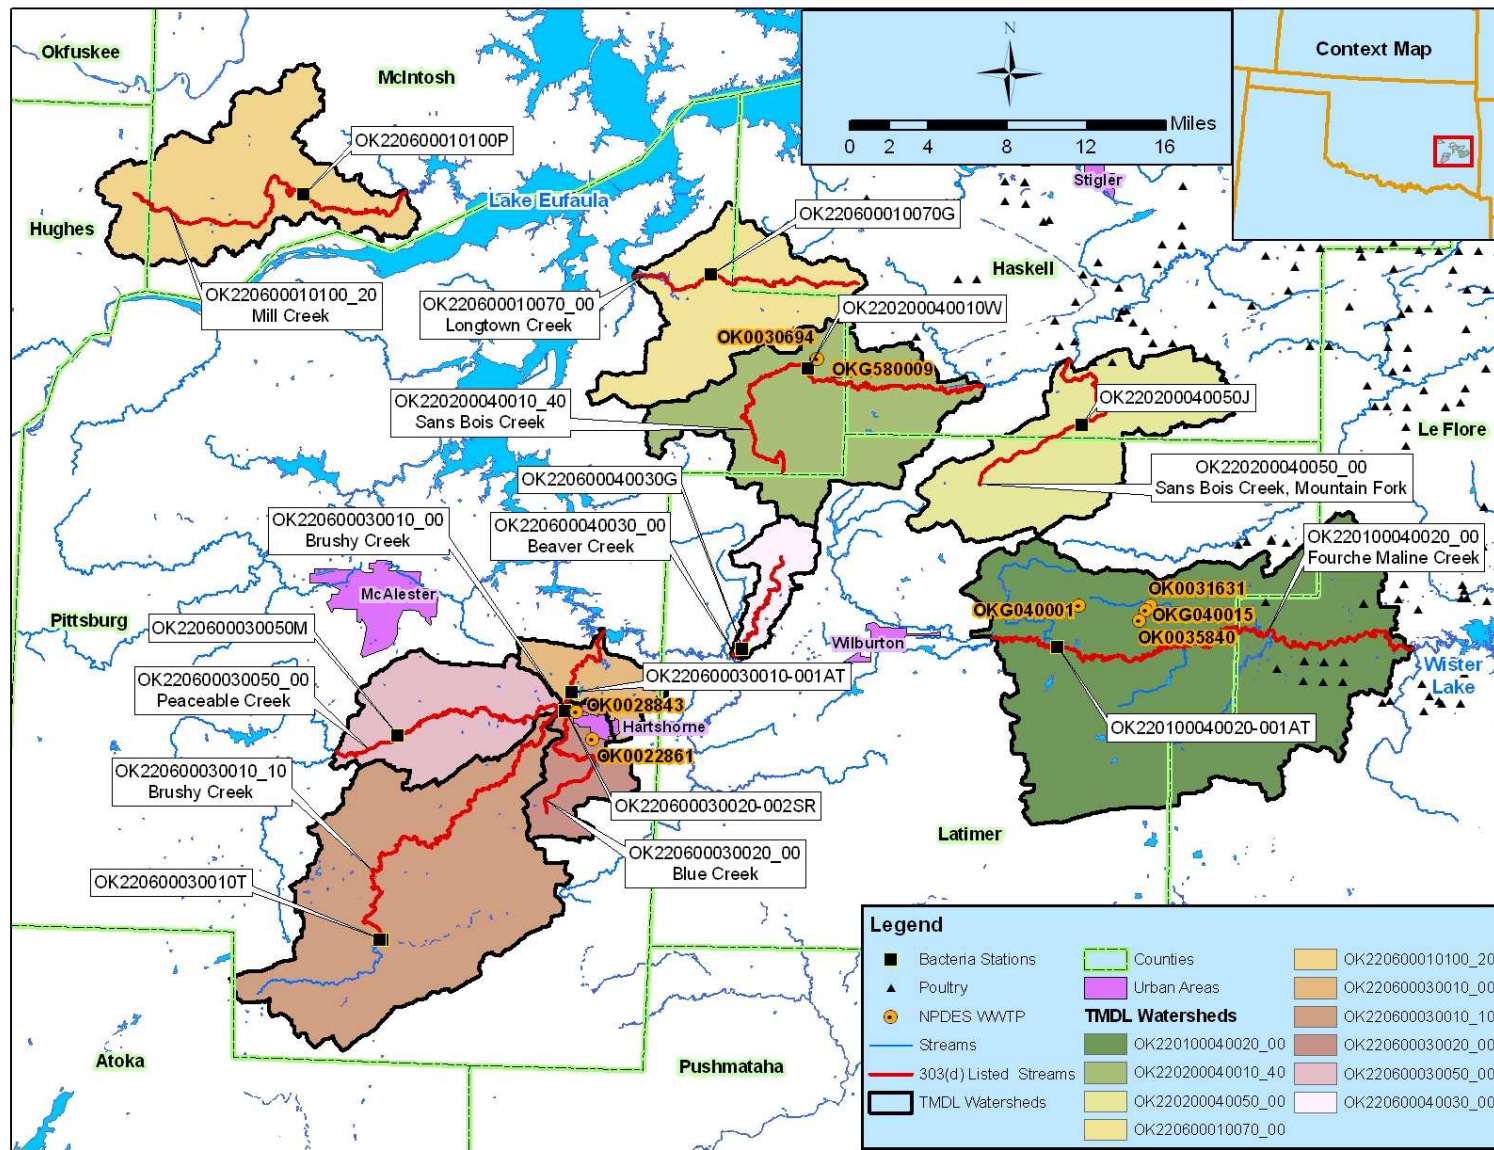 Okfuskee
McIntosh
N
Context Map
Miles
0 2 4 8 12 16
OK220600010100P
Stigler
Lake Eufaula
OK220600010070G
Hughes
Haskell
OK220600010100_20
Mill Creek
OK220600010070_00
Longtown Creek
OK220200040010W
OK0030694
OKG580009
OK220200040010_40
Sans Bois Creek
OK220200040050J
Le Flore
OK220600040030G
OK220200040050_00
Sans Bois Creek, Mountain Fork
OK220600030010_00
Brushy Creek
OK220600040030_00
Beaver Creek
OK220100040020_00
Fourche Maline Creek
McAlester
OK0031631
OKG040001
OKG040015
OK0035840
Pittsburg
OK220600030050M
Wilburton
Wister
Lake
OK220600030050_00
Peaceable Creek
OK220600030010-001AT
OK0028843
Hartshorne
OK220100040020-001AT
OK0022861
OK220600030010_10
Brushy Creek
OK220600030020-002SR
Latimer
OK220600030020_00
Blue Creek
OK220600030010T
Atoka
Pushmataha
Legend
Bacteria Stations
Poultry
NPDES WWTP
Streams
303(d) Listed Streams
TMDL Watersheds
Counties
Urban Areas
TMDL Watersheds
OK220100040020_00
OK220200040010_40
OK220200040050_00
OK220600010070_00
OK220600010100_20
OK220600030010_00
OK220600030010_10
OK220600030020_00
OK220600030050_00
OK220600040030_00